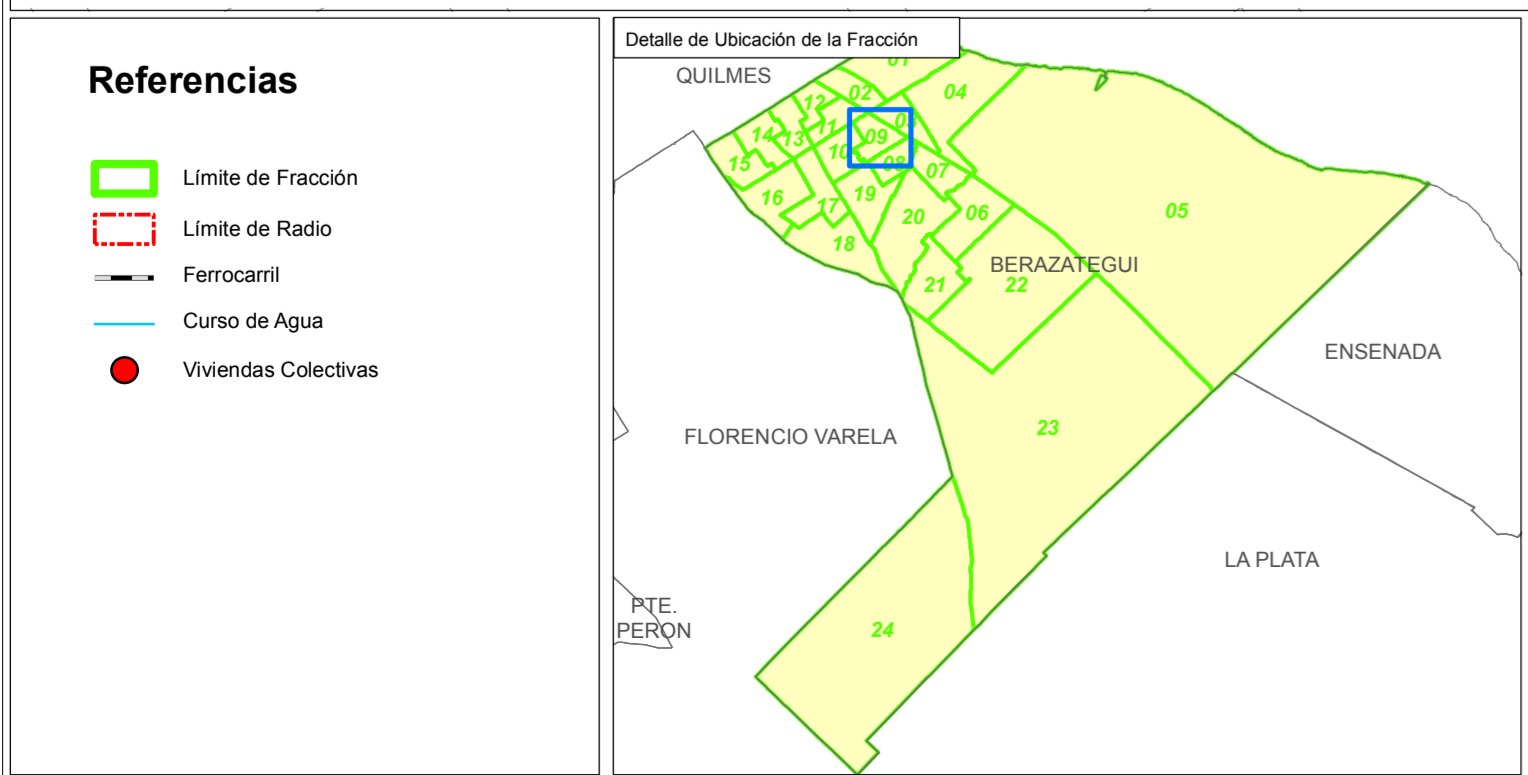 Referencias
Límite de Fracción
Límite de Radio
Ferrocarril
Curso de Agua
Viviendas Colectivas
Detalle de Ubicación de la Fracción
QUILMES
01
02
04
12
03
11
09
14
13
10
15
08
07
16
19
17
06
05
20
18
BERAZATEGUI
21
22
ENSENADA
23
FLORENCIO VARELA
LA PLATA
PTE.
PERON
24